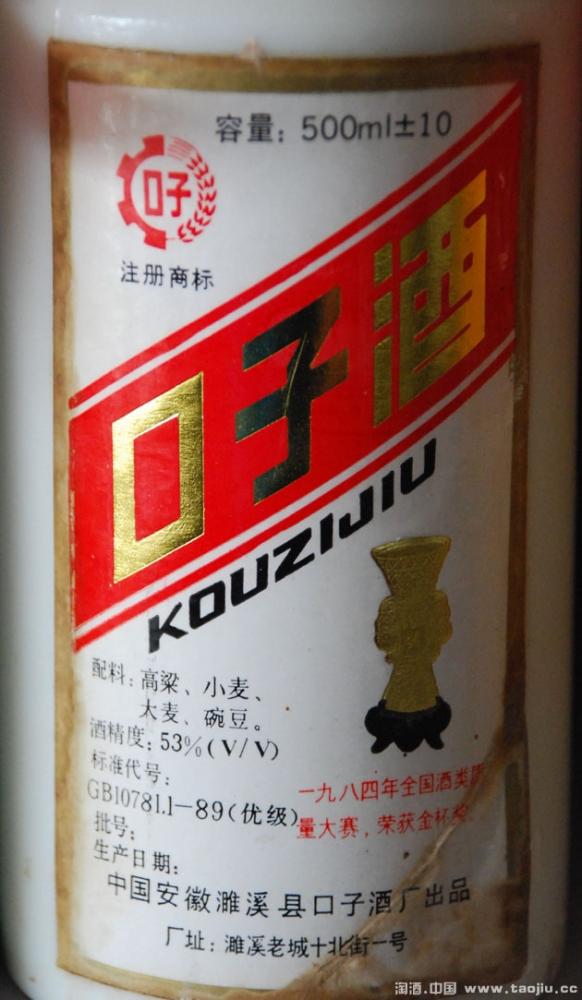 容量：500ml±10
口子
注册商标
口子酒
KOUZIJIU
配料：高粱、小麦、
大麦、碗豆。
酒精度：53%(V/V)
标准代号：
GB10781.1-89(优级)
批号：
生产日期：
一九八四年全国酒类质
量大赛，荣获金杯奖
中国安徽濉溪县口子酒厂出品
厂址：濉溪老城十北街一号
淘酒.中国 www.taojiu.cc